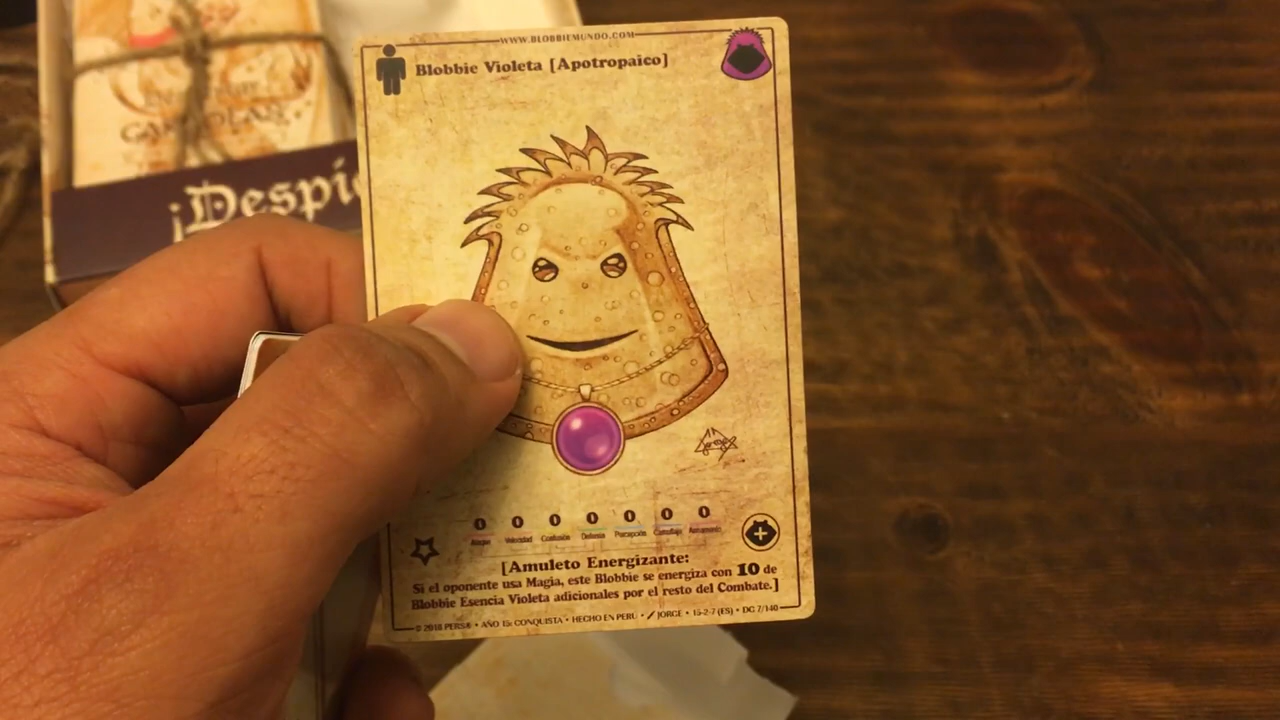 WWW.BLOBBIEMUNDO.COM
Blobbie Violeta [Apotropaico]
¡Despi
0 0 0 0 0 0 0
Ataque Velocidad Confusión Defensa Percepción Camuflaje
[Amuleto Energizante:
Si el oponente usa Magia, este Blobbie se energiza con 10 de
Blobbie Esencia Violeta adicionales por el resto del Combate.]
© 2018 PERS® • AÑO 15: CONQUISTA • HECHO EN PERÚ • JORGE • 15-2-7 (ES) • DC 7/140